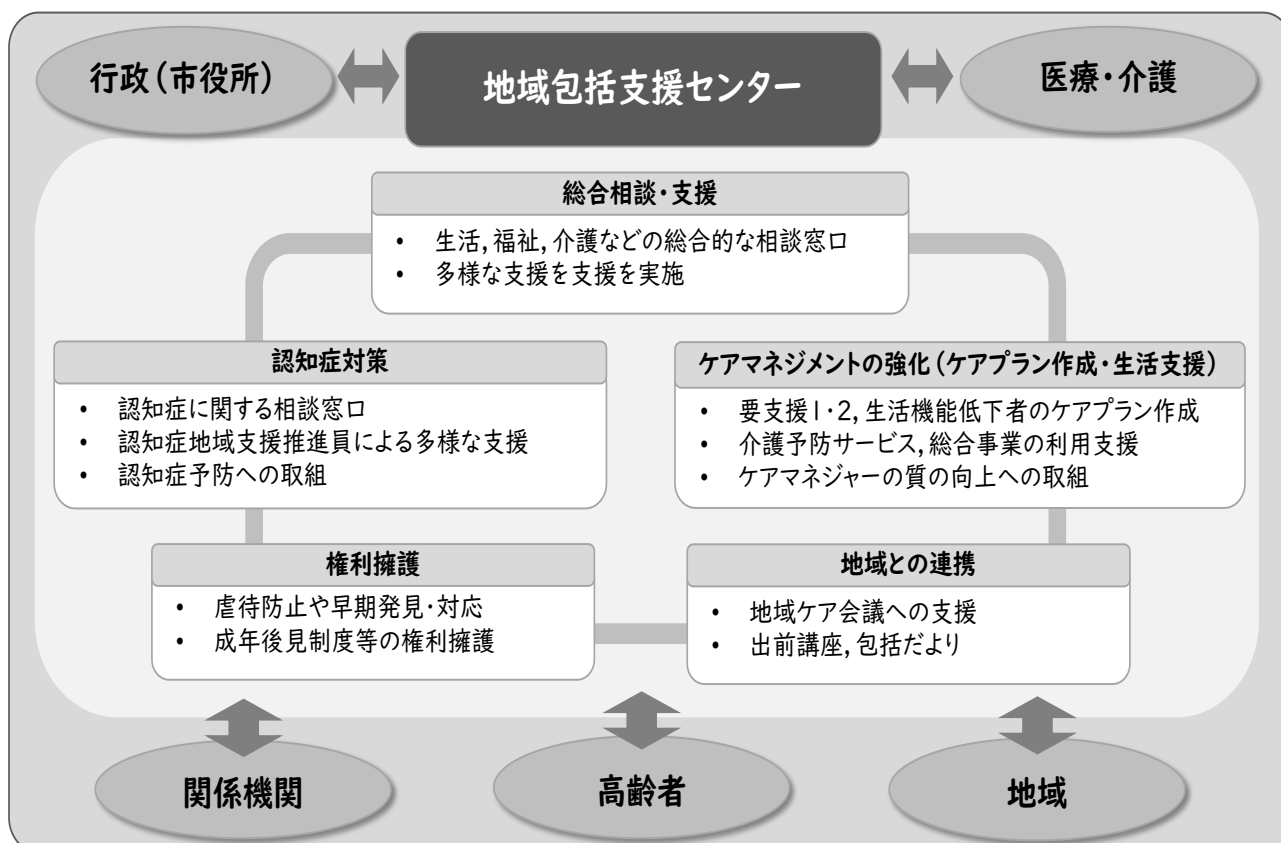 行政（市役所）
地域包括支援センター
医療・介護
総合相談・支援
• 生活，福祉，介護などの総合的な相談窓口
• 多様な支援を支援を実施
認知症対策
• 認知症に関する相談窓口
• 認知症地域支援推進員による多様な支援
• 認知症予防への取組
ケアマネジメントの強化（ケアプラン作成・生活支援）
• 要支援１・２，生活機能低下者のケアプラン作成
• 介護予防サービス，総合事業の利用支援
• ケアマネジャーの質の向上への取組
権利擁護
• 虐待防止や早期発見・対応
• 成年後見制度等の権利擁護
地域との連携
• 地域ケア会議への支援
• 出前講座，包括だより
関係機関
高齢者
地域